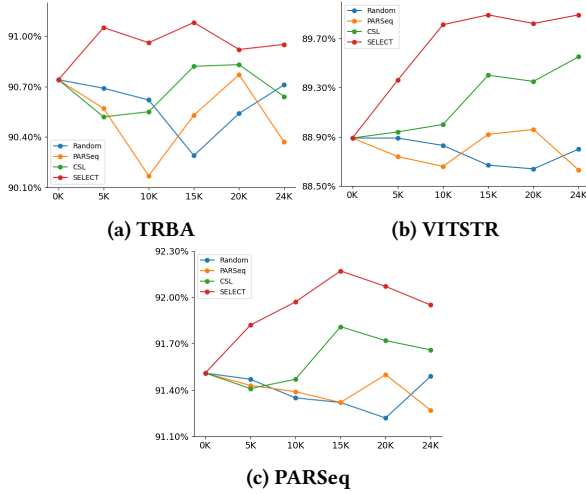 91.00%
90.70%
90.40%
90.10%
Random
PARSeq
CSL
SELECT
0K 5K 10K 15K 20K 24K
(a) TRBA
89.70%
89.30%
88.90%
88.50%
Random
PARSeq
CSL
SELECT
0K 5K 10K 15K 20K 24K
(b) VITSTR
92.30%
92.00%
91.70%
91.40%
91.10%
Random
PARSeq
CSL
SELECT
0K 5K 10K 15K 20K 24K
(c) PARSeq